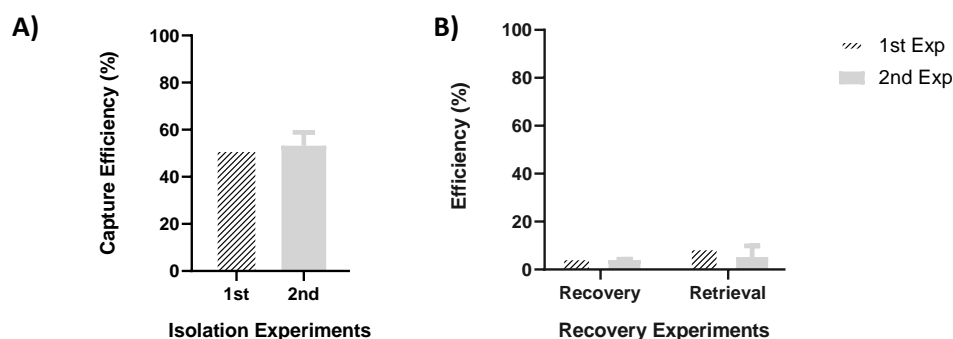 A)
Capture Efficiency (%)
100
80
60
40
20
0
1st
2nd
Isolation Experiments
B)
Efficiency (%)
100
80
60
40
20
0
Recovery
Retrieval
Recovery Experiments
1st Exp
2nd Exp